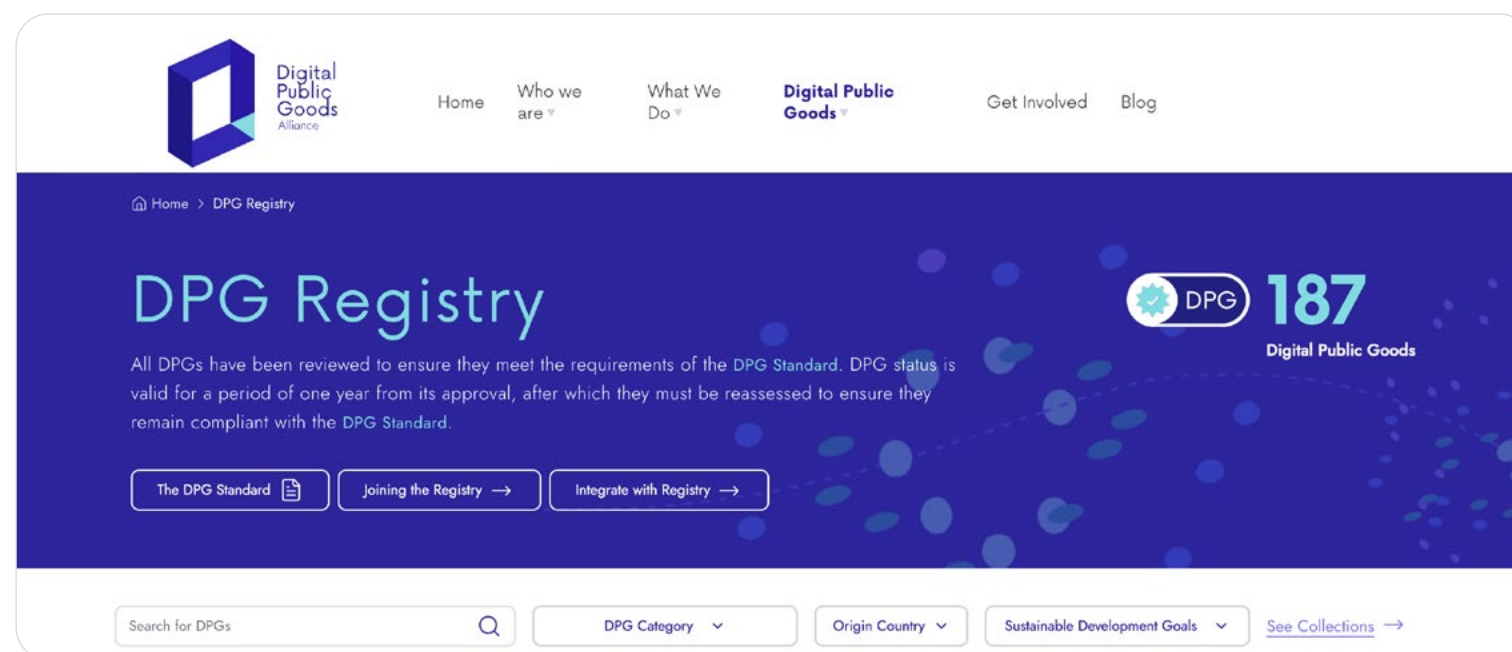 Digital
Public
Goods
Alliance
Home
Who we
are
What We
Do
Digital Public
Goods
Get Involved
Blog
Home > DPG Registry
DPG Registry
DPG
187
Digital Public Goods
All DPGs have been reviewed to ensure they meet the requirements of the DPG Standard. DPG status is
valid for a period of one year from its approval, after which they must be reassessed to ensure they
remain compliant with the DPG Standard.
The DPG Standard
Joining the Registry →
Integrate with Registry →
Search for DPGs
DPG Category
Origin Country
Sustainable Development Goals
See Collections →